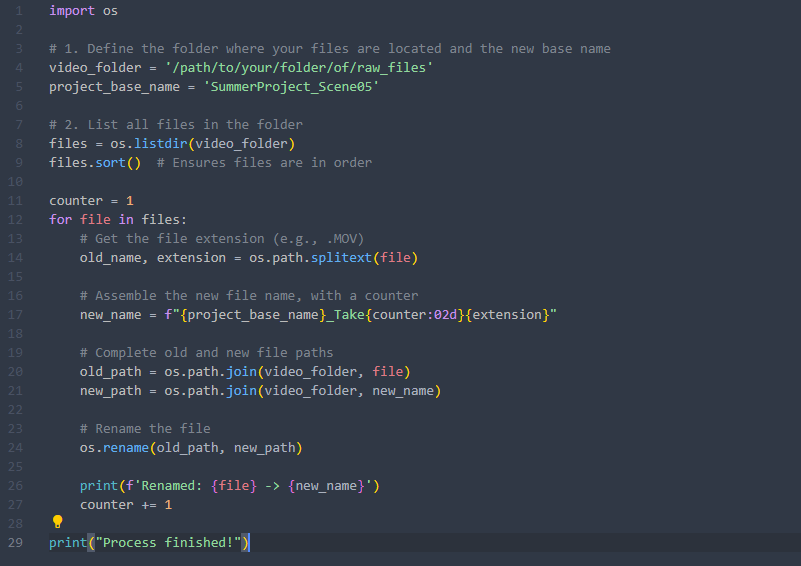 1 import os
2
3 # 1. Define the folder where your files are located and the new base name
4 video_folder = '/path/to/your/folder/of/raw_files'
5 project_base_name = 'SummerProject_Scene05'
6
7 # 2. List all files in the folder
8 files = os.listdir(video_folder)
9 files.sort()  # Ensures files are in order
10
11 counter = 1
12 for file in files:
13     # Get the file extension (e.g., .MOV)
14     old_name, extension = os.path.splitext(file)
15
16     # Assemble the new file name, with a counter
17     new_name = f"{project_base_name}_Take{counter:02d}{extension}"
18
19     # Complete old and new file paths
20     old_path = os.path.join(video_folder, file)
21     new_path = os.path.join(video_folder, new_name)
22
23     # Rename the file
24     os.rename(old_path, new_path)
25
26     print(f'Renamed: {file} -> {new_name}')
27     counter += 1
28
29 print("Process finished!")